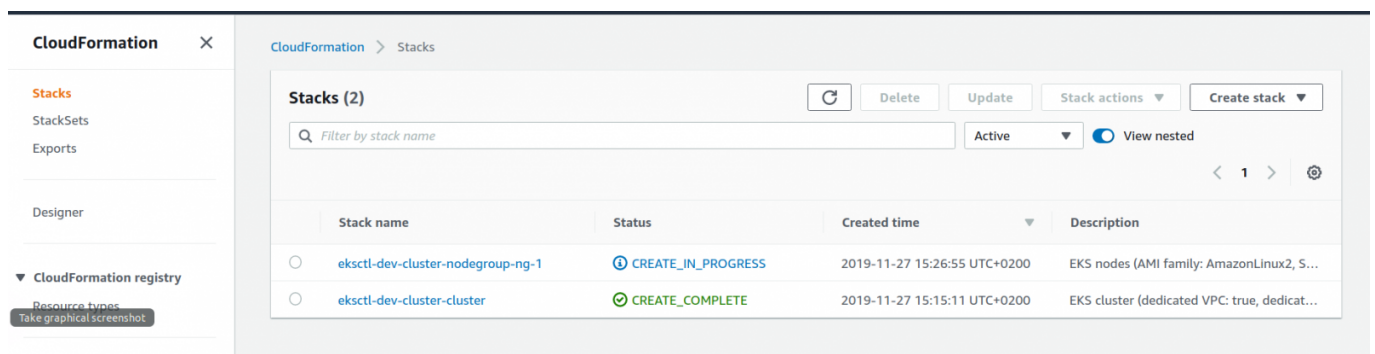 CloudFormation
Stacks
StackSets
Exports
Designer
CloudFormation registry
Resource types
Take graphical screenshot
CloudFormation > Stacks
Stacks (2)
Delete Update Stack actions Create stack
Filter by stack name Active View nested
1
Stack name Status Created time Description
eksctl-dev-cluster-nodegroup-ng-1 CREATE_IN_PROGRESS 2019-11-27 15:26:55 UTC+0200 EKS nodes (AMI family: AmazonLinux2, S...
eksctl-dev-cluster-cluster CREATE_COMPLETE 2019-11-27 15:15:11 UTC+0200 EKS cluster (dedicated VPC: true, dedicat...